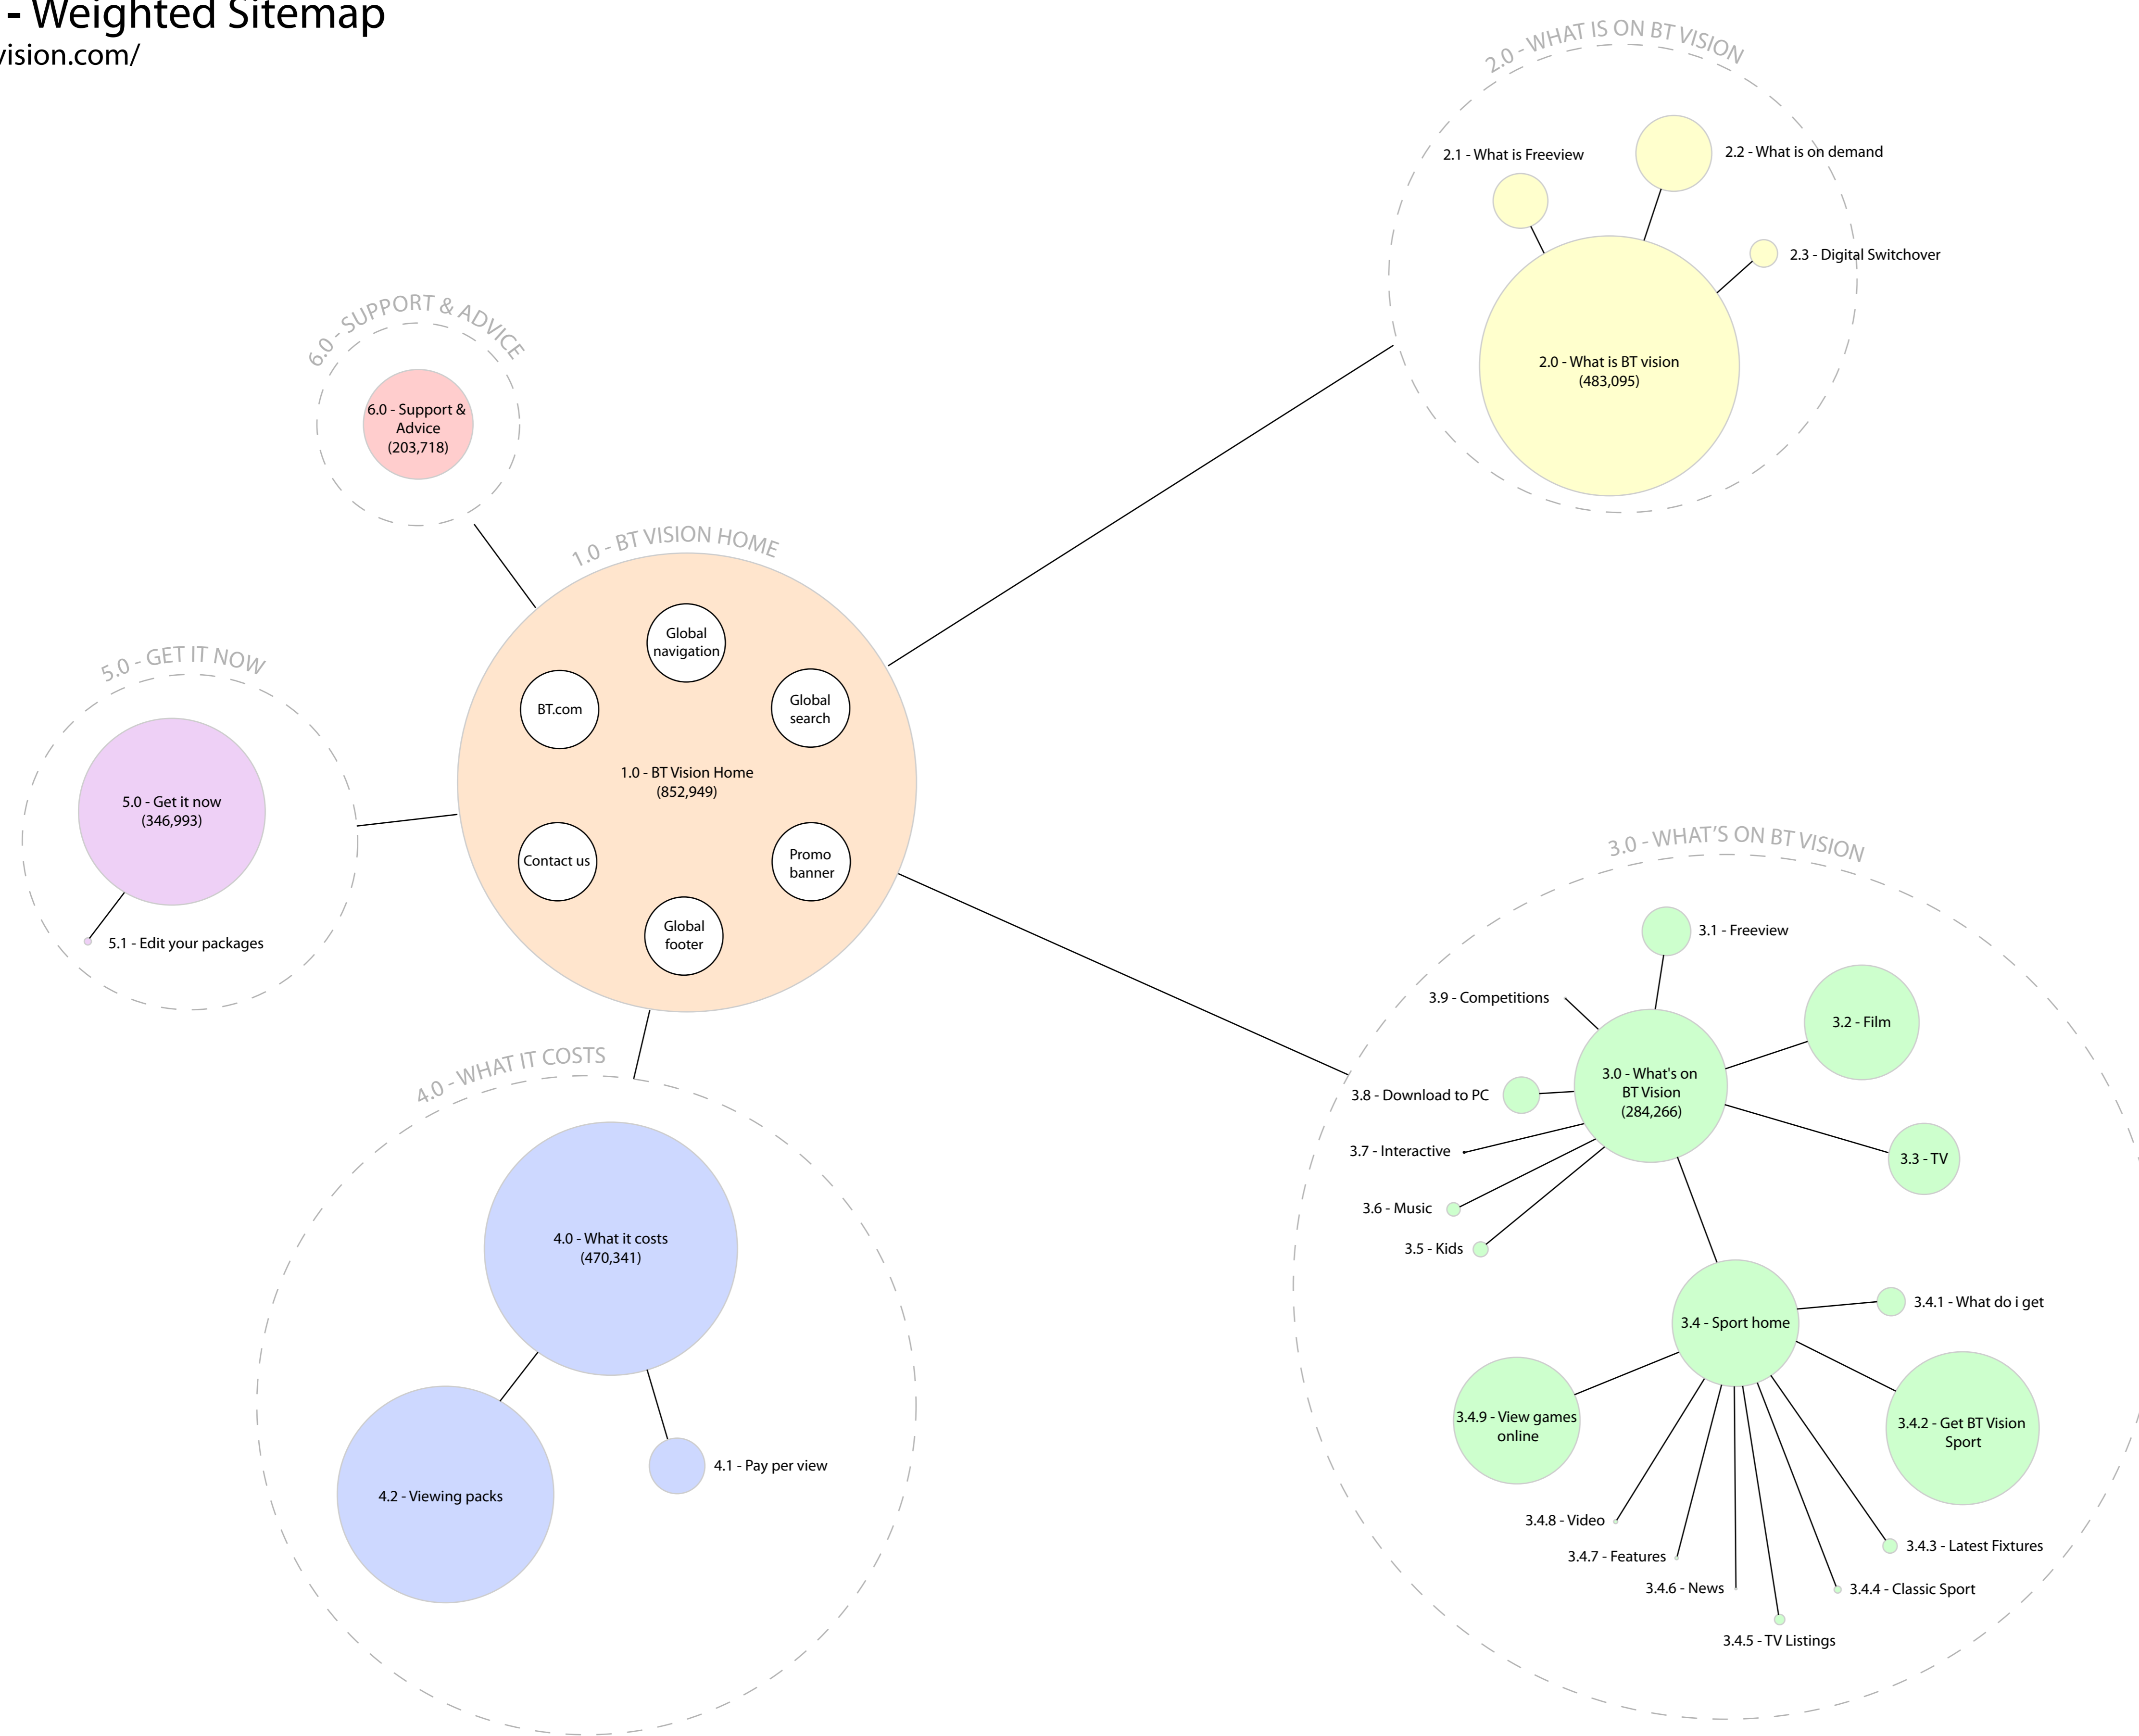 - Weighted Sitemap
vision.com/
2.0 - WHAT IS ON BT VISION
2.1 - What is Freeview
2.2 - What is on demand
2.3 - Digital Switchover
2.0 - What is BT vision
(483,095)
6.0 - SUPPORT & ADVICE
6.0 - Support &
Advice
(203,718)
1.0 - BT VISION HOME
Global
navigation
BT.com
Global
search
1.0 - BT Vision Home
(852,949)
Contact us
Promo
banner
Global
footer
5.0 - GET IT NOW
5.0 - Get it now
(346,993)
5.1 - Edit your packages
4.0 - WHAT IT COSTS
4.0 - What it costs
(470,341)
4.2 - Viewing packs
4.1 - Pay per view
3.0 - WHAT'S ON BT VISION
3.1 - Freeview
3.9 - Competitions
3.2 - Film
3.0 - What's on
BT Vision
(284,266)
3.8 - Download to PC
3.7 - Interactive
3.3 - TV
3.6 - Music
3.5 - Kids
3.4 - Sport home
3.4.1 - What do i get
3.4.9 - View games
online
3.4.2 - Get BT Vision
Sport
3.4.8 - Video
3.4.7 - Features
3.4.6 - News
3.4.3 - Latest Fixtures
3.4.4 - Classic Sport
3.4.5 - TV Listings